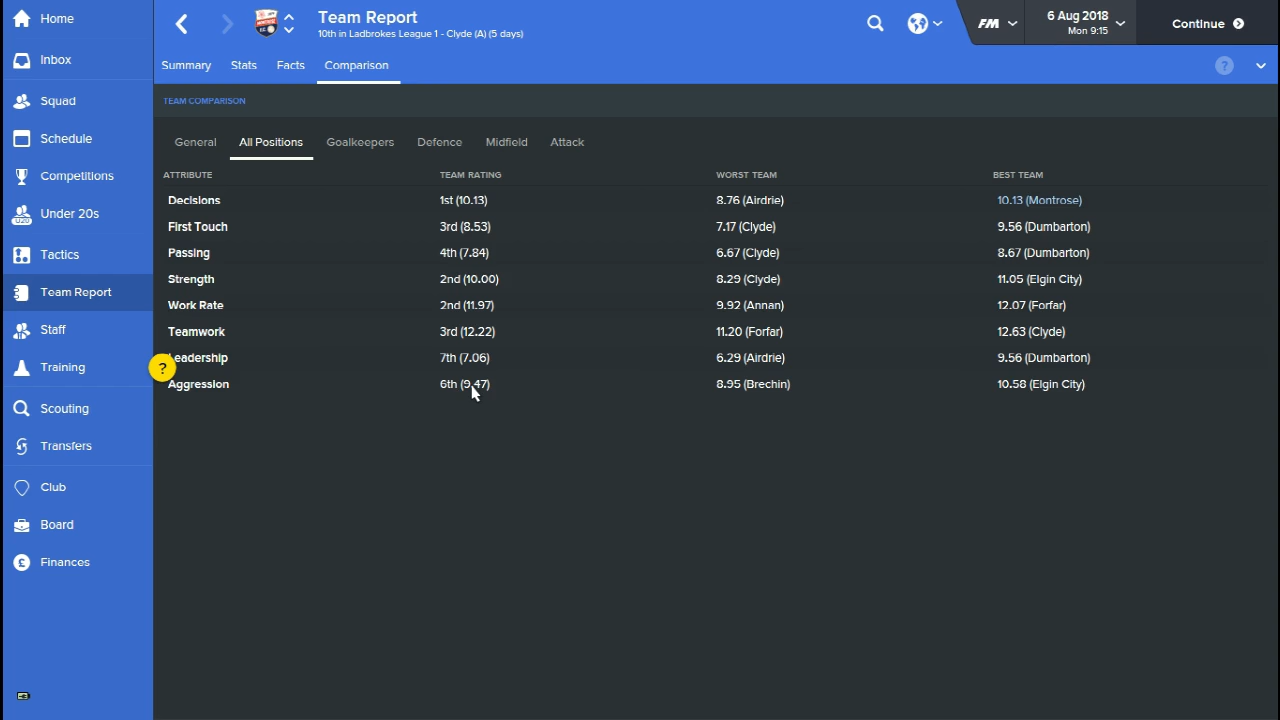 Home
Inbox
Squad
Schedule
Competitions
Under 20s
Tactics
Team Report
Staff
Training
Scouting
Transfers
Club
Board
Finances
Team Report
10th in Ladbrokes League 1 - Clyde (A) (5 days)
FM
6 Aug 2018
Mon 9:15
Continue
Summary Stats Facts Comparison
?
TEAM COMPARISON
General All Positions Goalkeepers Defence Midfield Attack
ATTRIBUTE TEAM RATING WORST TEAM BEST TEAM
Decisions 1st (10.13) 8.76 (Airdrie) 10.13 (Montrose)
First Touch 3rd (8.53) 7.17 (Clyde) 9.56 (Dumbarton)
Passing 4th (7.84) 6.67 (Clyde) 8.67 (Dumbarton)
Strength 2nd (10.00) 8.29 (Clyde) 11.05 (Elgin City)
Work Rate 2nd (11.97) 9.92 (Annan) 12.07 (Forfar)
Teamwork 3rd (12.22) 11.20 (Forfar) 12.63 (Clyde)
? Leadership 7th (7.06) 6.29 (Airdrie) 9.56 (Dumbarton)
Aggression 6th (9.47) 8.95 (Brechin) 10.58 (Elgin City)